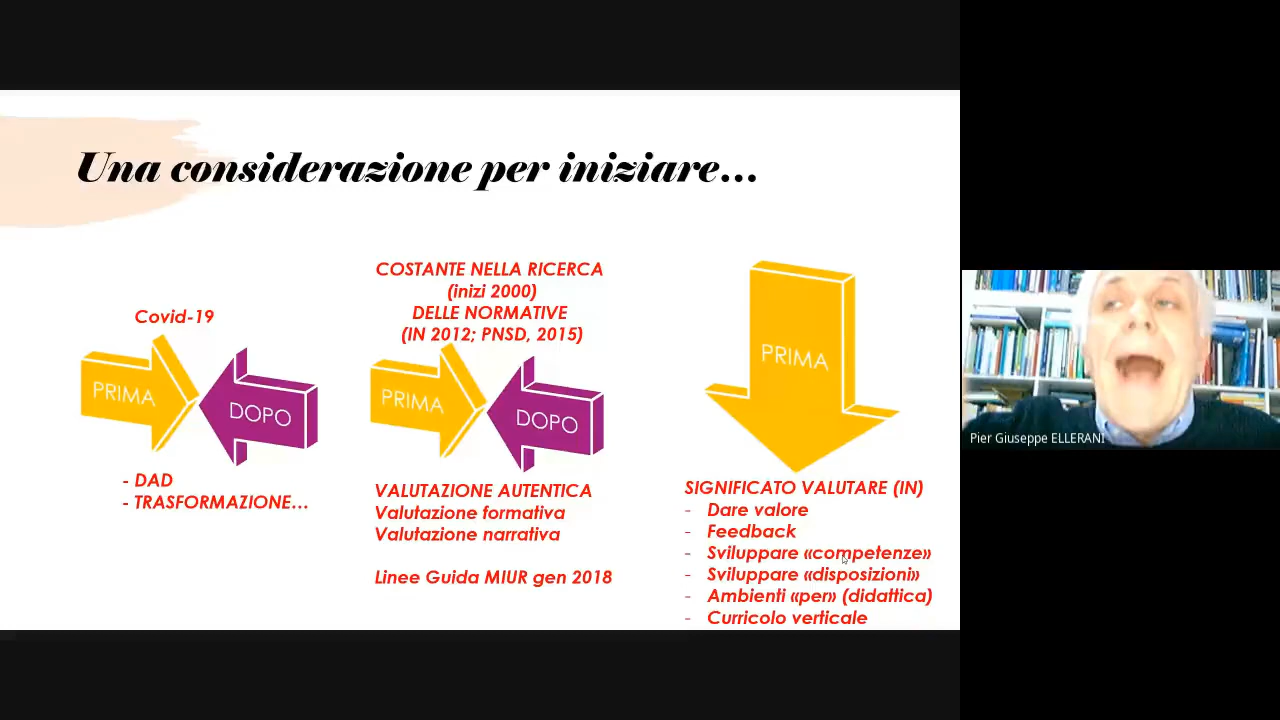 Una considerazione per iniziare...
Covid-19
PRIMA
DOPO
- DAD
- TRASFORMAZIONE...
COSTANTE NELLA RICERCA
(inizi 2000)
DELLE NORMATIVE
(IN 2012; PNSD, 2015)
PRIMA
DOPO
VALUTAZIONE AUTENTICA
Valutazione formativa
Valutazione narrativa
Linee Guida MIUR gen 2018
PRIMA
SIGNIFICATO VALUTARE (IN)
- Dare valore
- Feedback
- Sviluppare «competenze»
- Sviluppare «disposizioni»
- Ambienti «per» (didattica)
- Curricolo verticale
Pier Giuseppe ELLERANI